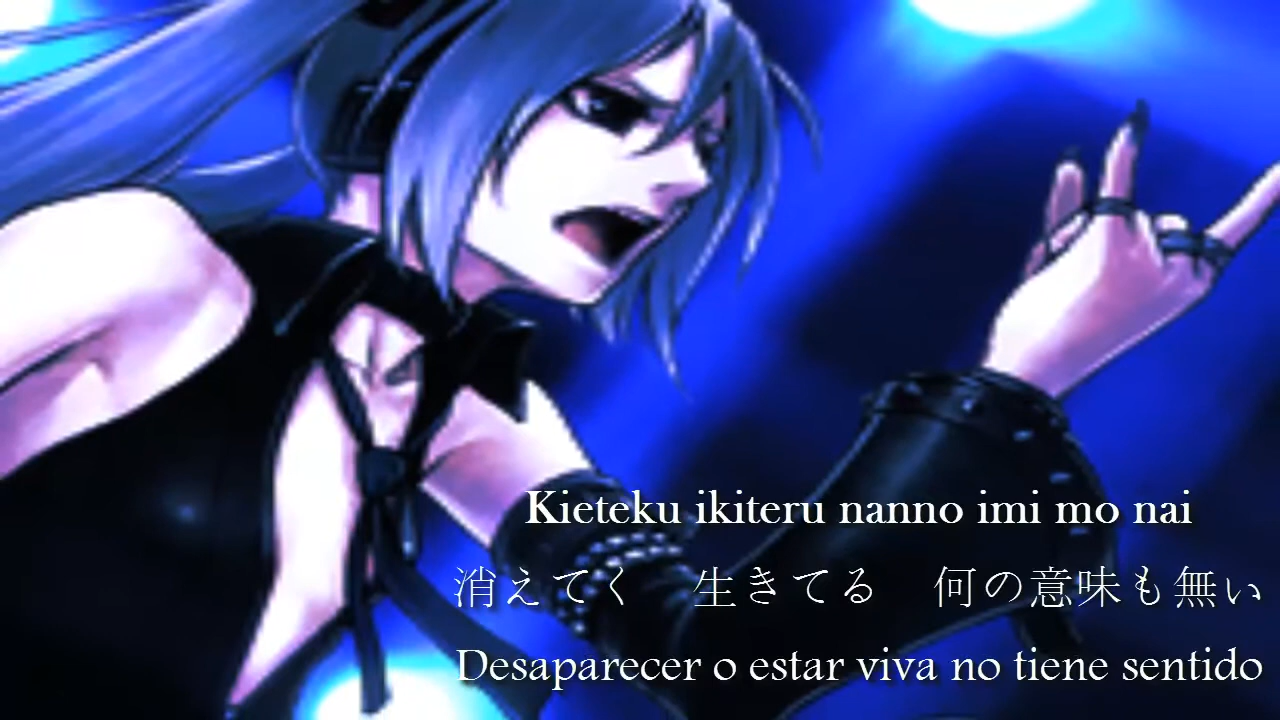 Kieteku ikiteru nanno imi mo nai
消えてく　生きてる　何の意味も無い
Desaparecer o estar viva no tiene sentido